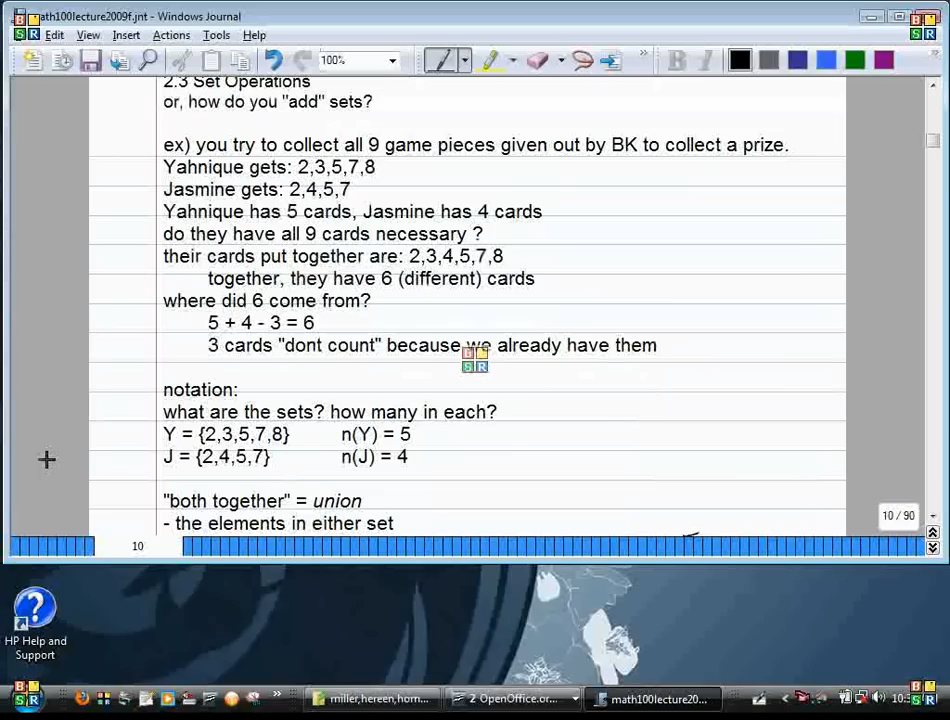 math100lecture2009f.jnt - Windows Journal
Edit View Insert Actions Tools Help
100%
2.3 Set Operations
or, how do you "add" sets?
ex) you try to collect all 9 game pieces given out by BK to collect a prize.
Yahnique gets: 2,3,5,7,8
Jasmine gets: 2,4,5,7
Yahnique has 5 cards, Jasmine has 4 cards
do they have all 9 cards necessary ?
their cards put together are: 2,3,4,5,7,8
together, they have 6 (different) cards
where did 6 come from?
5 + 4 - 3 = 6
3 cards "dont count" because we already have them
notation:
what are the sets? how many in each?
Y = {2,3,5,7,8} n(Y) = 5
J = {2,4,5,7} n(J) = 4
"both together" = union
- the elements in either set
10 / 90
10
HP Help and
Support
miller,hereen,horn...
2 OpenOffice.or...
math100lecture20...